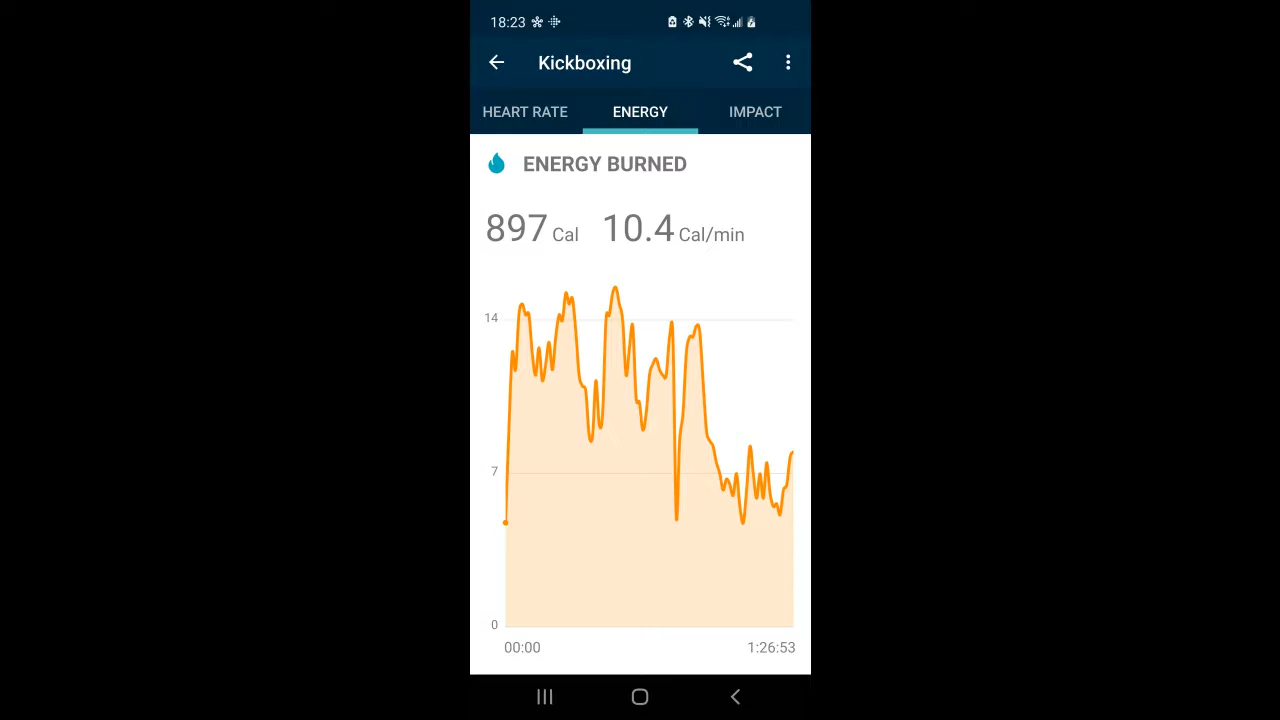 18:23
Kickboxing
HEART RATE ENERGY IMPACT
ENERGY BURNED
897 Cal 10.4 Cal/min
14
7
0
00:00 1:26:53